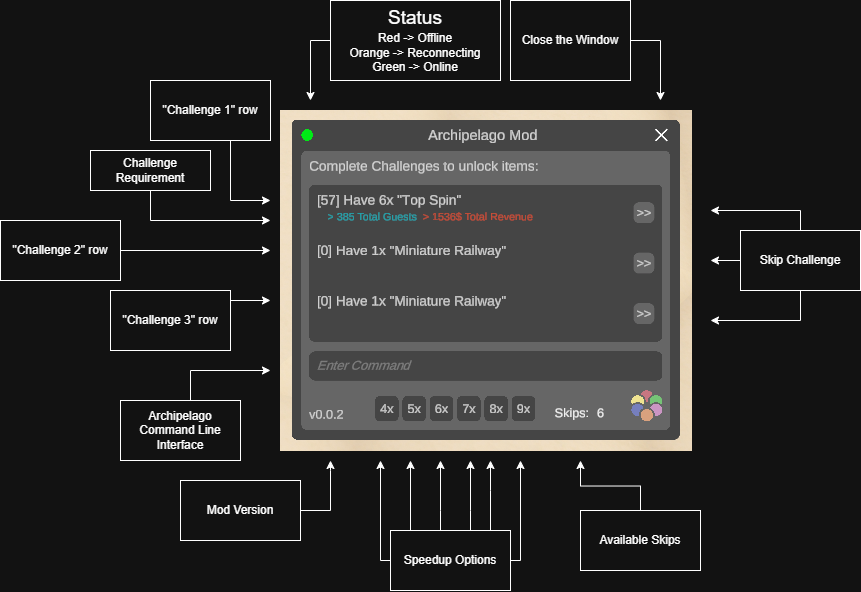 Status
Red -> Offline
Orange -> Reconnecting
Green -> Online
Close the Window
"Challenge 1" row
Challenge
Requirement
"Challenge 2" row
"Challenge 3" row
Archipelago
Command Line
Interface
Mod Version
Speedup Options
Available Skips
Skip Challenge
Archipelago Mod
Complete Challenges to unlock items:
[57] Have 6x "Top Spin"
> 385 Total Guests > 1536$ Total Revenue
>>
[0] Have 1x "Miniature Railway"
>>
[0] Have 1x "Miniature Railway"
>>
Enter Command
v0.0.2
4x 5x 6x 7x 8x 9x
Skips: 6